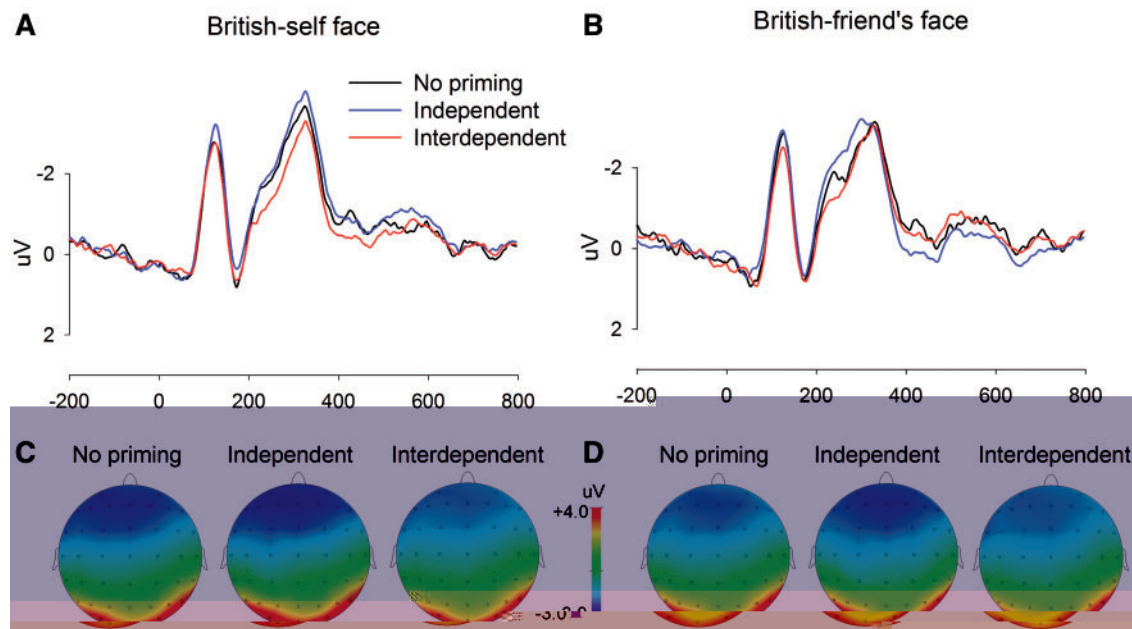 A
British-self face
B
British-friend's face
No priming
Independent
Interdependent
-2
0
2
uV
-200
0
200
400
600
800
-2
0
2
uV
-200
0
200
400
600
800
C
No priming
Independent
Interdependent
D
No priming
Independent
Interdependent
uV
+4.0